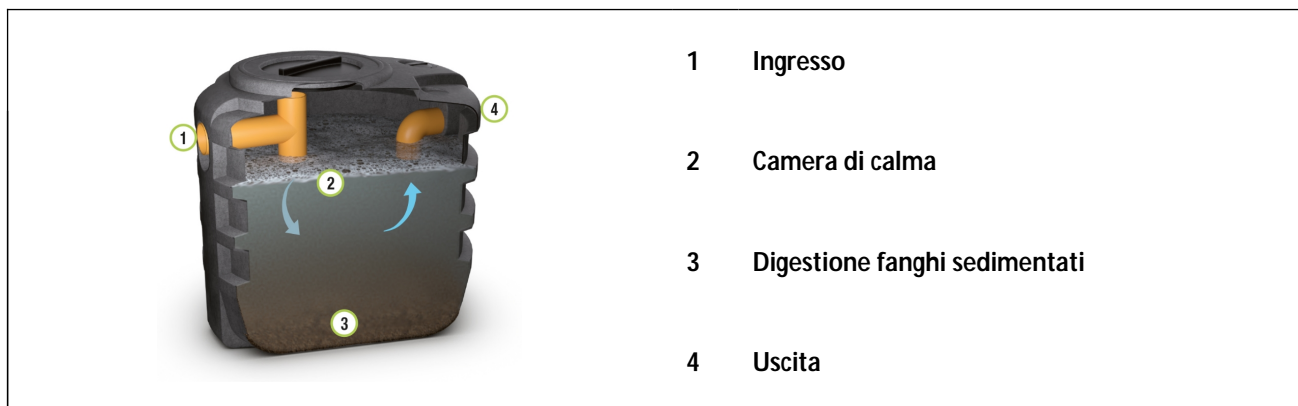 1 Ingresso
2 Camera di calma
3 Digestione fanghi sedimentati
4 Uscita
1
2
3
4